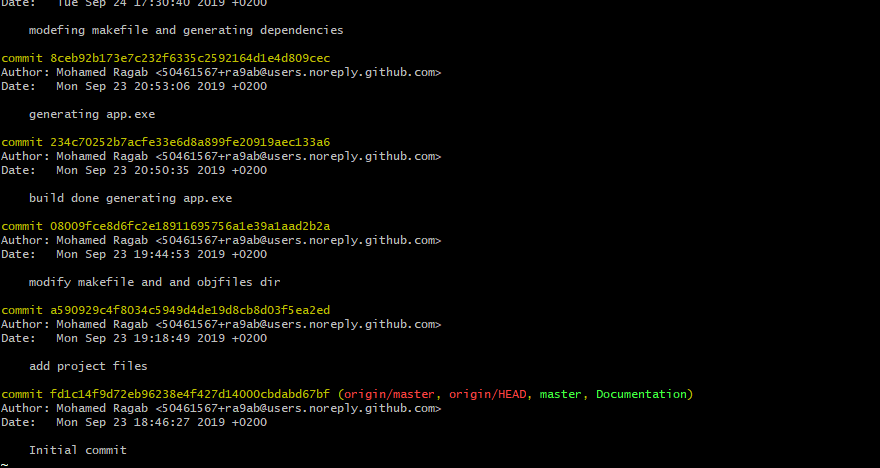 Date:   Tue Sep 24 17:30:40 2019 +0200
modefing makefile and generating dependencies
commit 8ceb92b173e7c232f6335c2592164d1e4d809cec
Author: Mohamed Ragab <50461567+ra9ab@users.noreply.github.com>
Date:   Mon Sep 23 20:53:06 2019 +0200
generating app.exe
commit 234c70252b7acfe33e6d8a899fe20919aec133a6
Author: Mohamed Ragab <50461567+ra9ab@users.noreply.github.com>
Date:   Mon Sep 23 20:50:35 2019 +0200
build done generating app.exe
commit 08009fce8d6fc2e18911695756a1e39a1aad2b2a
Author: Mohamed Ragab <50461567+ra9ab@users.noreply.github.com>
Date:   Mon Sep 23 19:44:53 2019 +0200
modify makefile and and objfiles dir
commit a590929c4f8034c5949d4de19d8cb8d03f5ea2ed
Author: Mohamed Ragab <50461567+ra9ab@users.noreply.github.com>
Date:   Mon Sep 23 19:18:49 2019 +0200
add project files
commit fd1c14f9d72eb96238e4f427d14000cbdabd67bf (origin/master, origin/HEAD, master, Documentation)
Author: Mohamed Ragab <50461567+ra9ab@users.noreply.github.com>
Date:   Mon Sep 23 18:46:27 2019 +0200
Initial commit
~